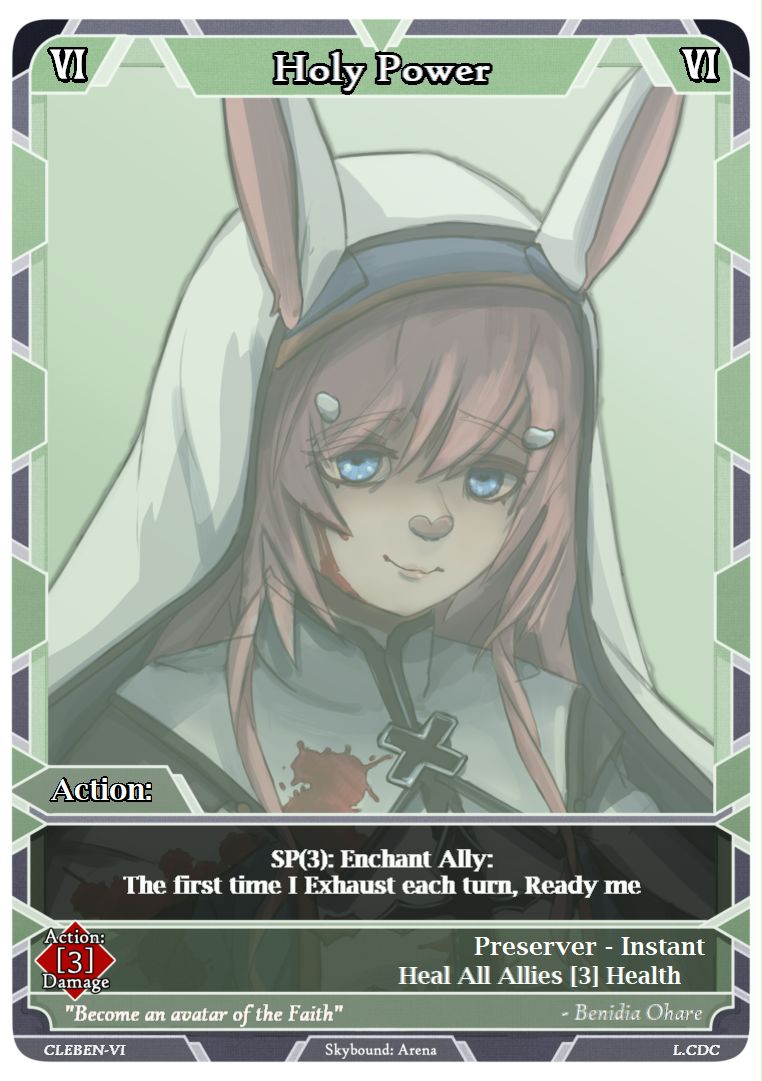 VI Holy Power VI
Action:
SP(3): Enchant Ally:
The first time I Exhaust each turn, Ready me
Action:
[3]
Damage
Preserver - Instant
Heal All Allies [3] Health
"Become an avatar of the Faith" - Benidia Ohare
CLEBEN-VI Skybound: Arena L.CDC